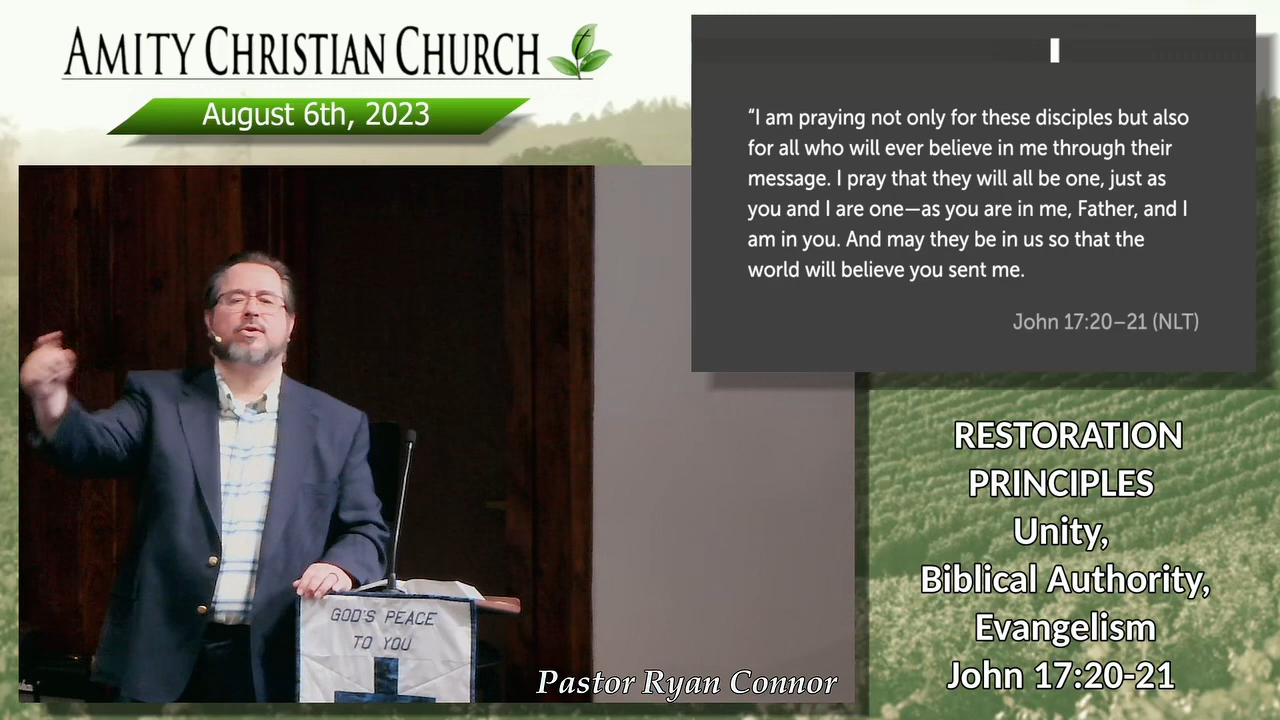 AMITY CHRISTIAN CHURCH
August 6th, 2023
“I am praying not only for these disciples but also
for all who will ever believe in me through their
message. I pray that they will all be one, just as
you and I are one—as you are in me, Father, and I
am in you. And may they be in us so that the
world will believe you sent me.
John 17:20–21 (NLT)
RESTORATION
PRINCIPLES
Unity,
Biblical Authority,
Evangelism
John 17:20-21
GOD'S PEACE
TO YOU
Pastor Ryan Connor